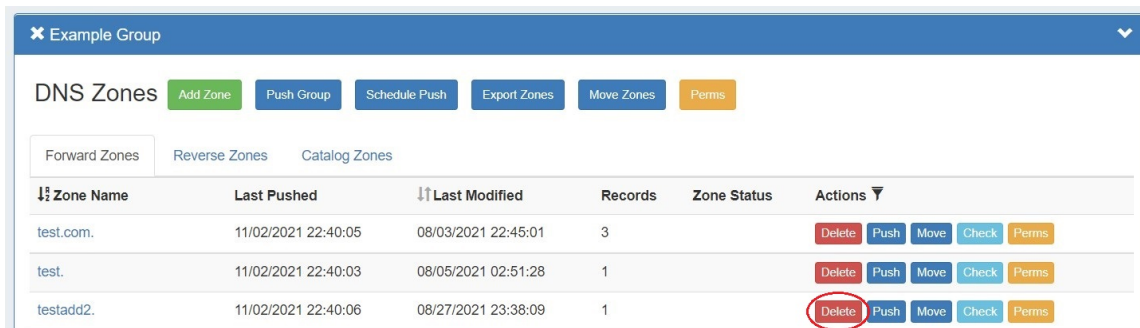 Example Group
DNS Zones Add Zone Push Group Schedule Push Export Zones Move Zones Perms
Forward Zones Reverse Zones Catalog Zones
Zone Name Last Pushed Last Modified Records Zone Status Actions
test.com. 11/02/2021 22:40:05 08/03/2021 22:45:01 3 Delete Push Move Check Perms
test. 11/02/2021 22:40:03 08/05/2021 02:51:28 1 Delete Push Move Check Perms
testadd2. 11/02/2021 22:40:06 08/27/2021 23:38:09 1 Delete Push Move Check Perms